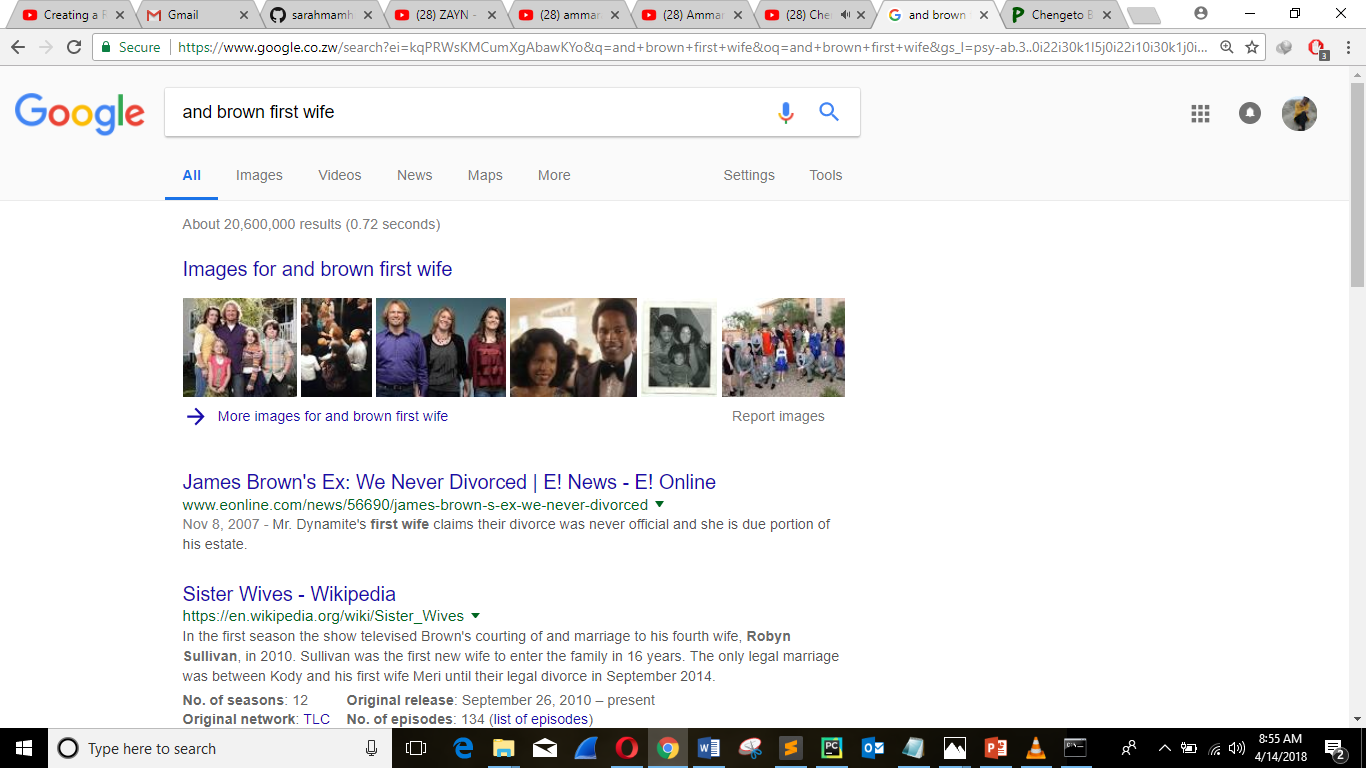 Creating a F
Gmail
sarahmamh
(28) ZAYN -
(28) amman
(28) Amman
(28) Che
and brown
Chengeto B
Secure
https://www.google.co.zw/search?ei=kqPRWsKMCumXgAbawKYo&q=and+brown+first+wife&oq=and+brown+first+wife&gs_l=psy-ab.3..0i22i30k1l5j0i22i10i30k1j0i...
3
Google
and brown first wife
All Images Videos News Maps More Settings Tools
About 20,600,000 results (0.72 seconds)
Images for and brown first wife
More images for and brown first wife
Report images
James Brown's Ex: We Never Divorced | E! News - E! Online
www.eonline.com/news/56690/james-brown-s-ex-we-never-divorced
Nov 8, 2007 - Mr. Dynamite's first wife claims their divorce was never official and she is due portion of
his estate.
Sister Wives - Wikipedia
https://en.wikipedia.org/wiki/Sister_Wives
In the first season the show televised Brown's courting of and marriage to his fourth wife, Robyn
Sullivan, in 2010. Sullivan was the first new wife to enter the family in 16 years. The only legal marriage
was between Kody and his first wife Meri until their legal divorce in September 2014.
No. of seasons: 12 Original release: September 26, 2010 – present
Original network: TLC No. of episodes: 134 (list of episodes)
Type here to search
8:55 AM
4/14/2018
2